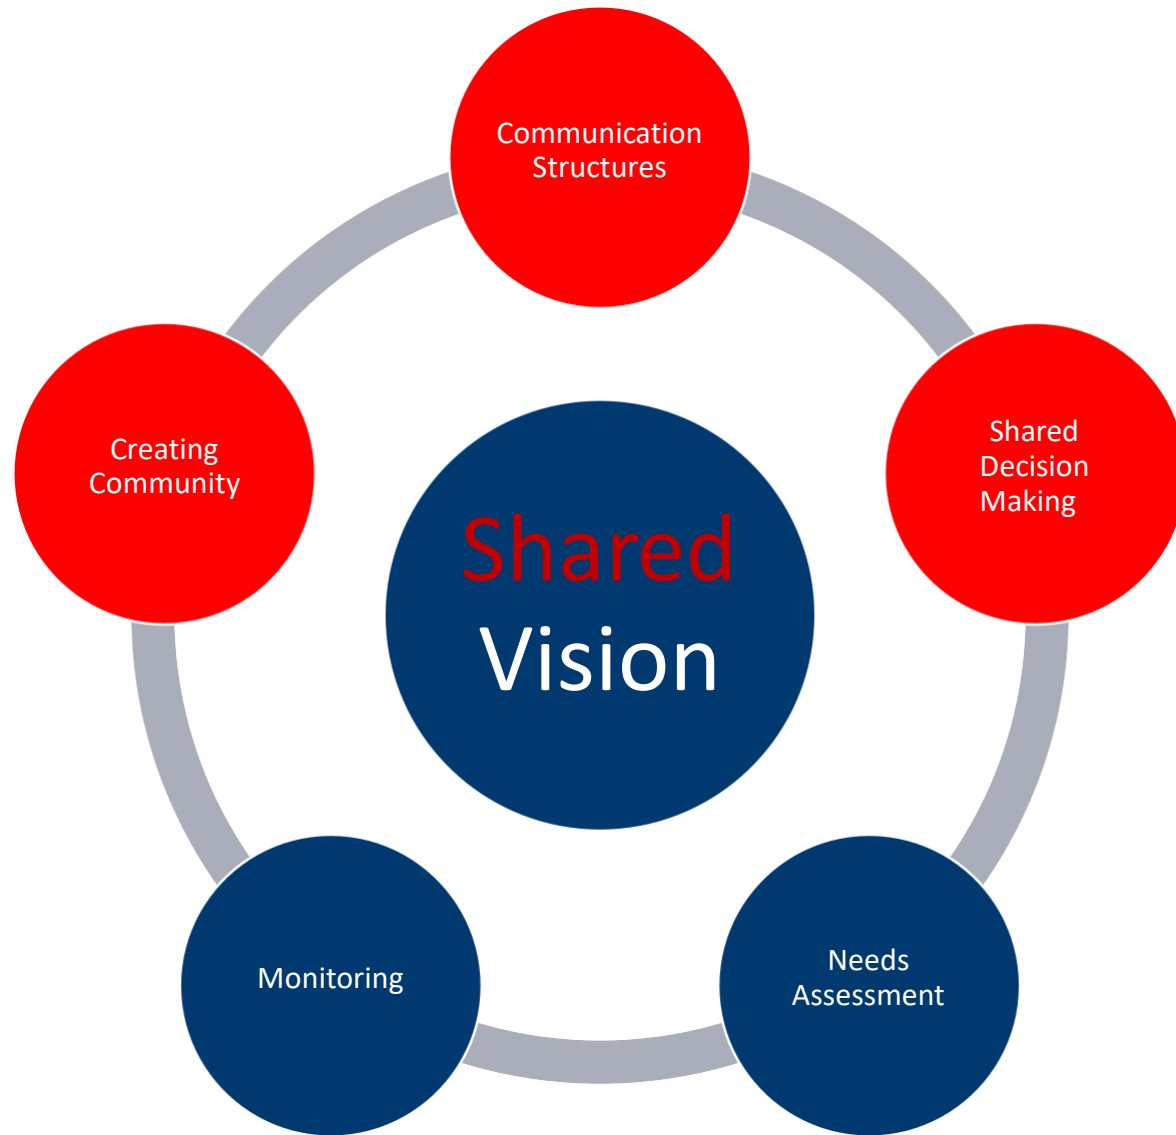 Communication
Structures
Creating
Community
Shared
Decision
Making
Shared
Vision
Monitoring
Needs
Assessment